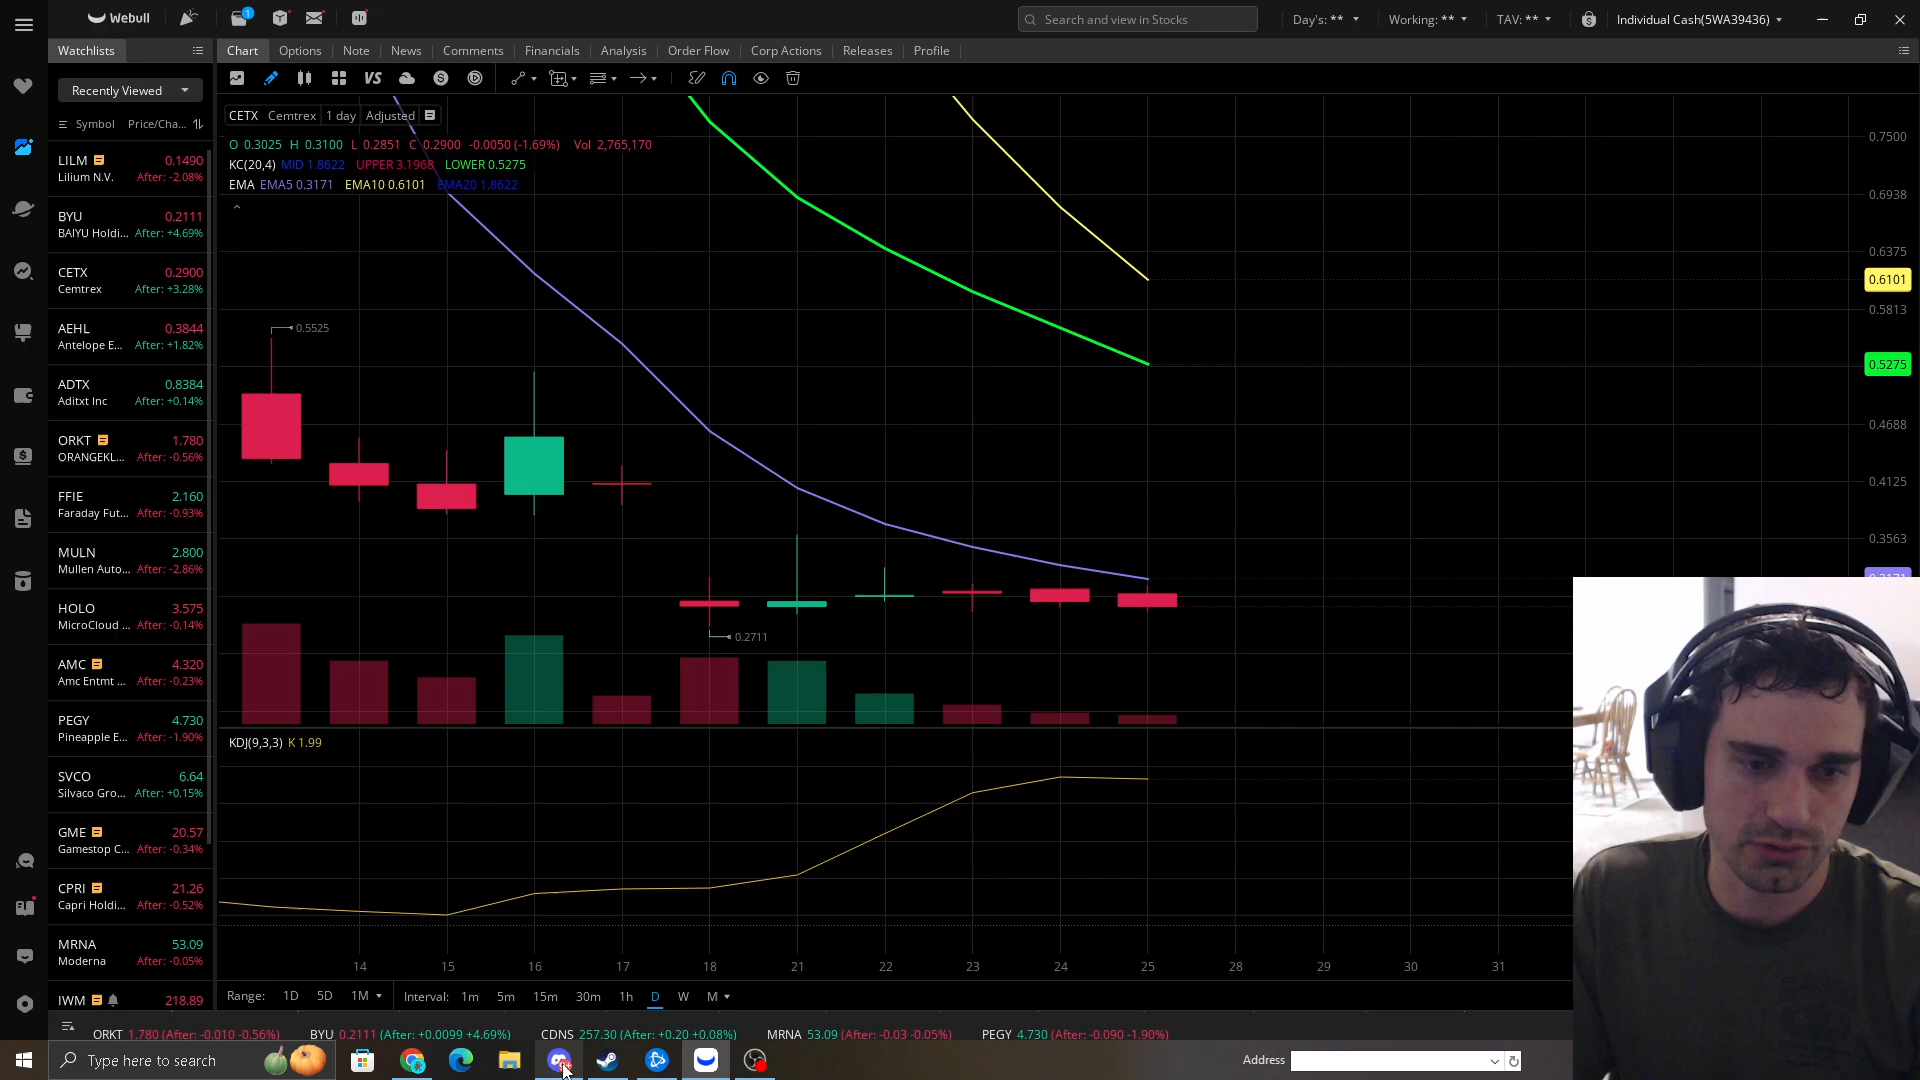 Webull
1
Search and view in Stocks
Day's: **
Working: **
TAV: **
Individual Cash(5WA39436)
Watchlists
Chart
Options
Note
News
Comments
Financials
Analysis
Order Flow
Corp Actions
Releases
Profile
Recently Viewed
VS
S
Symbol Price/Cha...
CETX Cemtrex 1 day Adjusted
O 0.3025 H 0.3100 L 0.2851 C 0.2900 -0.0050 (-1.69%) Vol 2,765,170
KC(20,4) MID 1.8622 UPPER 3.1968 LOWER 0.5275
EMA EMA5 0.3171 EMA10 0.6101 EMA20 1.8622
LILM 0.1490
Lilium N.V. After: -2.08%
BYU 0.2111
BAIYU Holdi... After: +4.69%
CETX 0.2900
Cemtrex After: +3.28%
AEHL 0.3844
Antelope E... After: +1.82%
ADTX 0.8384
Aditxt Inc After: +0.14%
ORKT 1.780
ORANGEKL... After: -0.56%
FFIE 2.160
Faraday Fut... After: -0.93%
MULN 2.800
Mullen Auto... After: -2.86%
HOLO 3.575
MicroCloud ... After: -0.14%
AMC 4.320
Amc Entmt ... After: -0.23%
PEGY 4.730
Pineapple E... After: -1.90%
SVCO 6.64
Silvaco Gro... After: +0.15%
GME 20.57
Gamestop C... After: -0.34%
CPRI 21.26
Capri Holdi... After: -0.52%
MRNA 53.09
Moderna After: -0.05%
IWM 218.89
0.7500
0.6938
0.6375
0.6101
0.5813
0.5275
0.4688
0.4125
0.3563
0.5525
0.2711
KDJ(9,3,3) K 1.99
14 15 16 17 18 21 22 23 24 25 28 29 30 31
Range: 1D 5D 1M Interval: 1m 5m 15m 30m 1h D W M
ORKT 1.780 (After: -0.010 -0.56%) BYU 0.2111 (After: +0.0099 +4.69%) CDNS 257.30 (After: +0.20 +0.08%) MRNA 53.09 (After: -0.03 -0.05%) PEGY 4.730 (After: -0.090 -1.90%)
Type here to search
Address